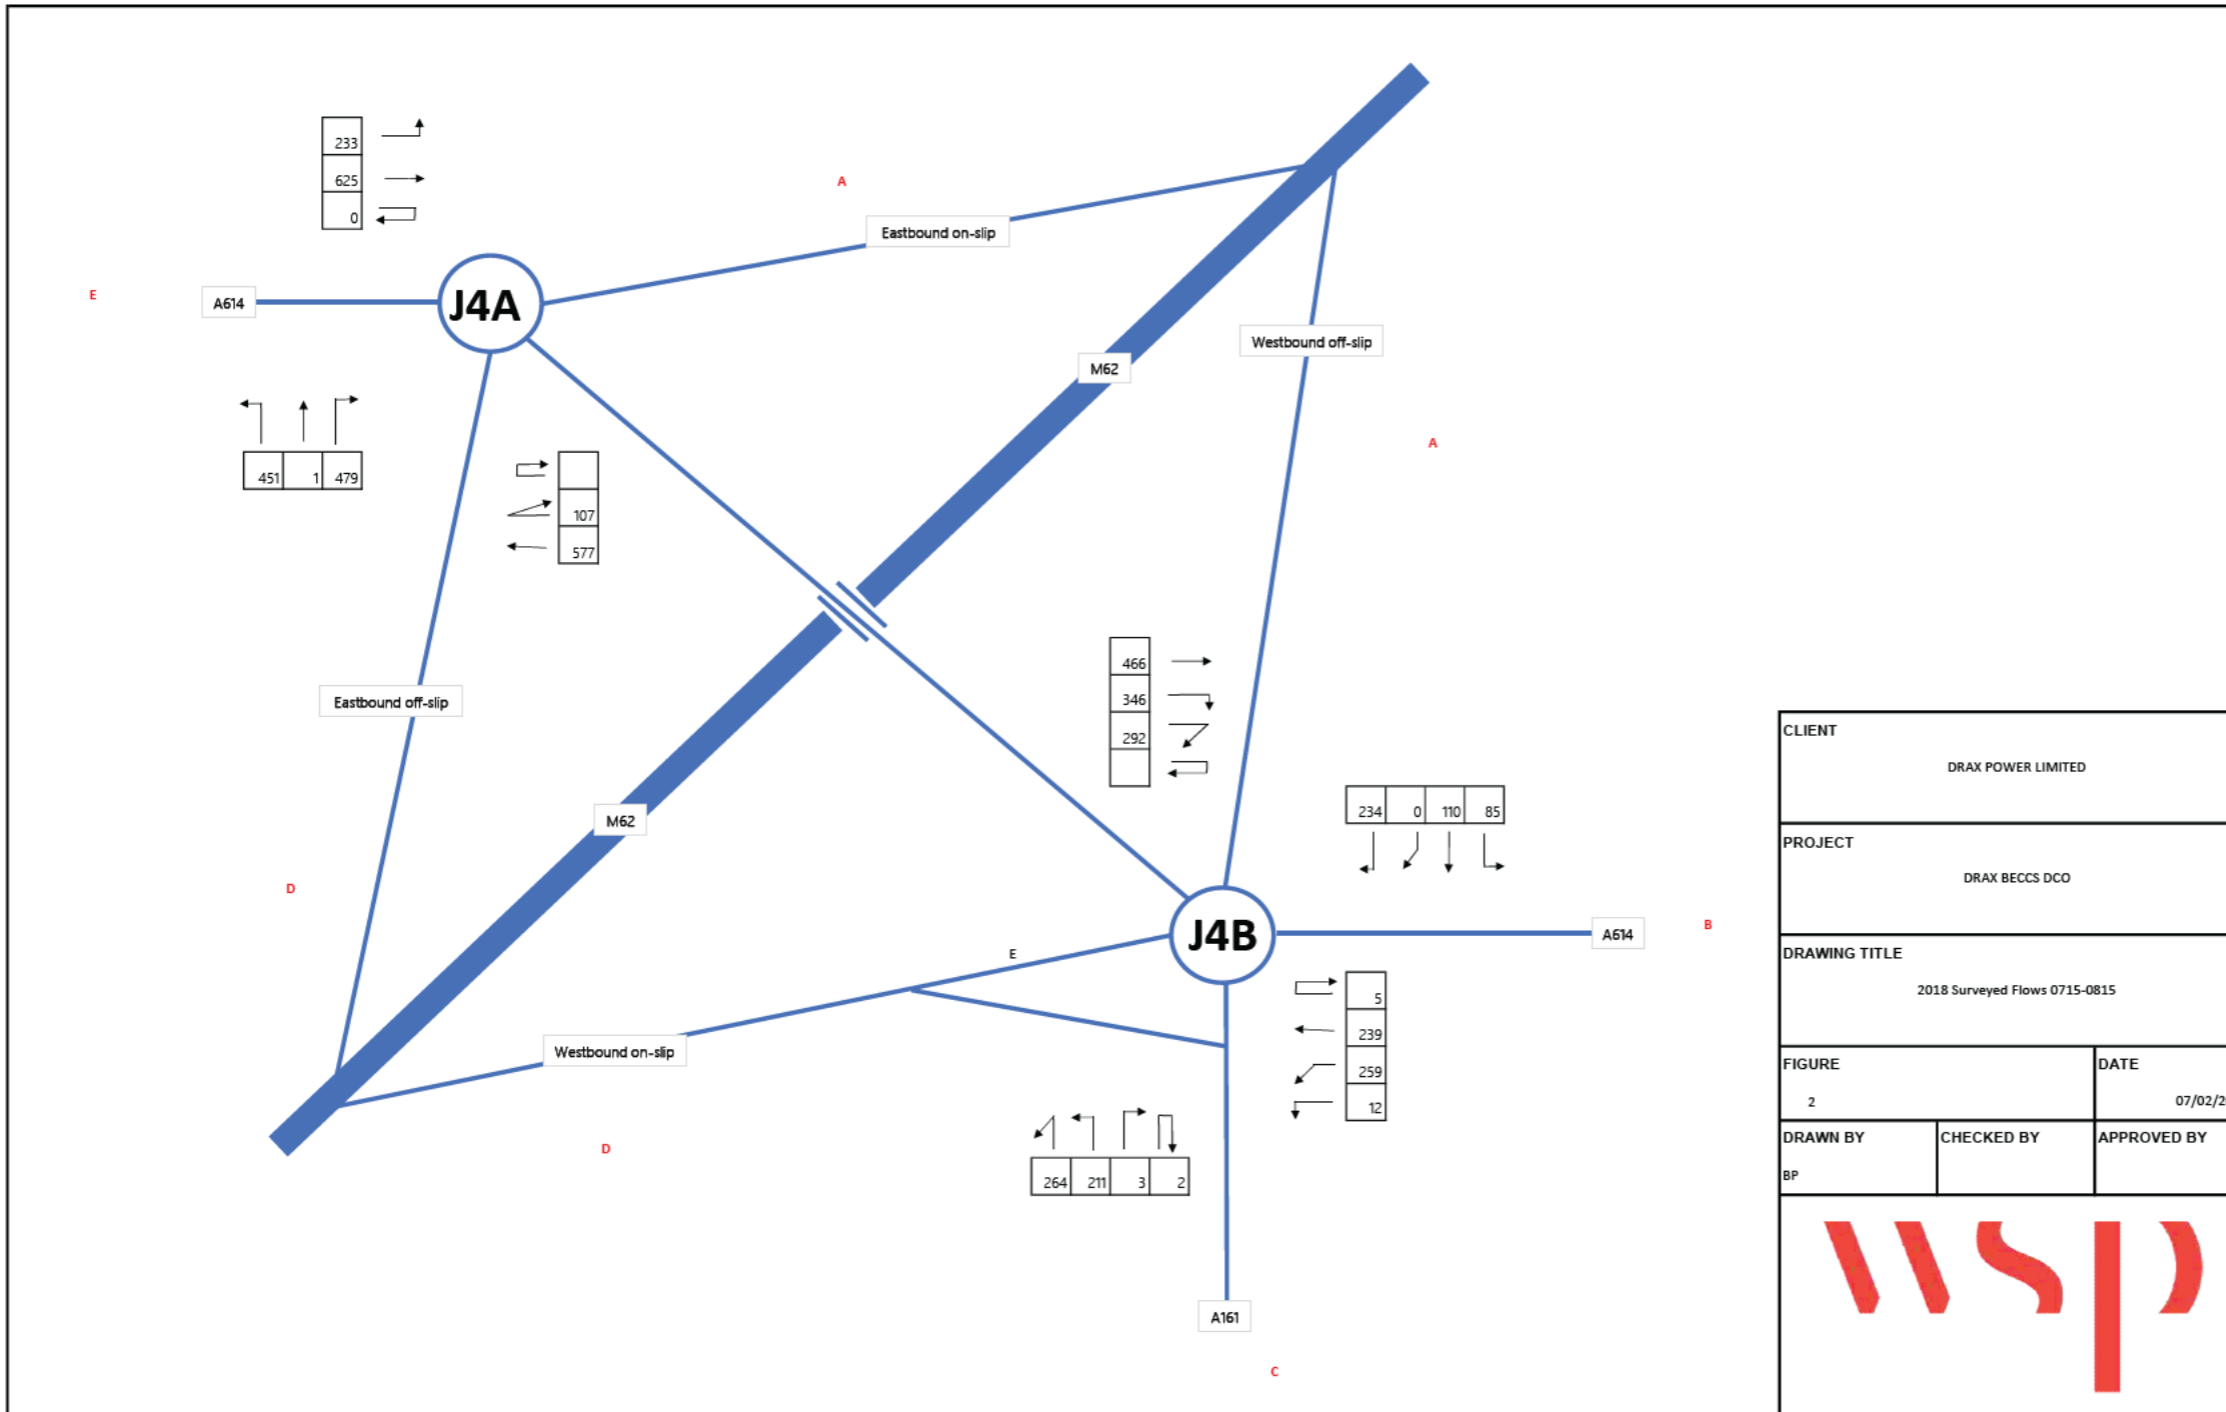 233
625
0
A
Eastbound on-slip
E
A614
J4A
Westbound off-slip
M62
A
451 1 479
107
577
466
346
292
Eastbound off-slip
M62
234 0 110 85
D
J4B
A614
B
E
5
239
259
12
Westbound on-slip
D
264 211 3 2
A161
C
CLIENT
DRAX POWER LIMITED
PROJECT
DRAX BECCS DCO
DRAWING TITLE
2018 Surveyed Flows 0715-0815
FIGURE DATE
2 07/02/2
DRAWN BY CHECKED BY APPROVED BY
BP
wsp